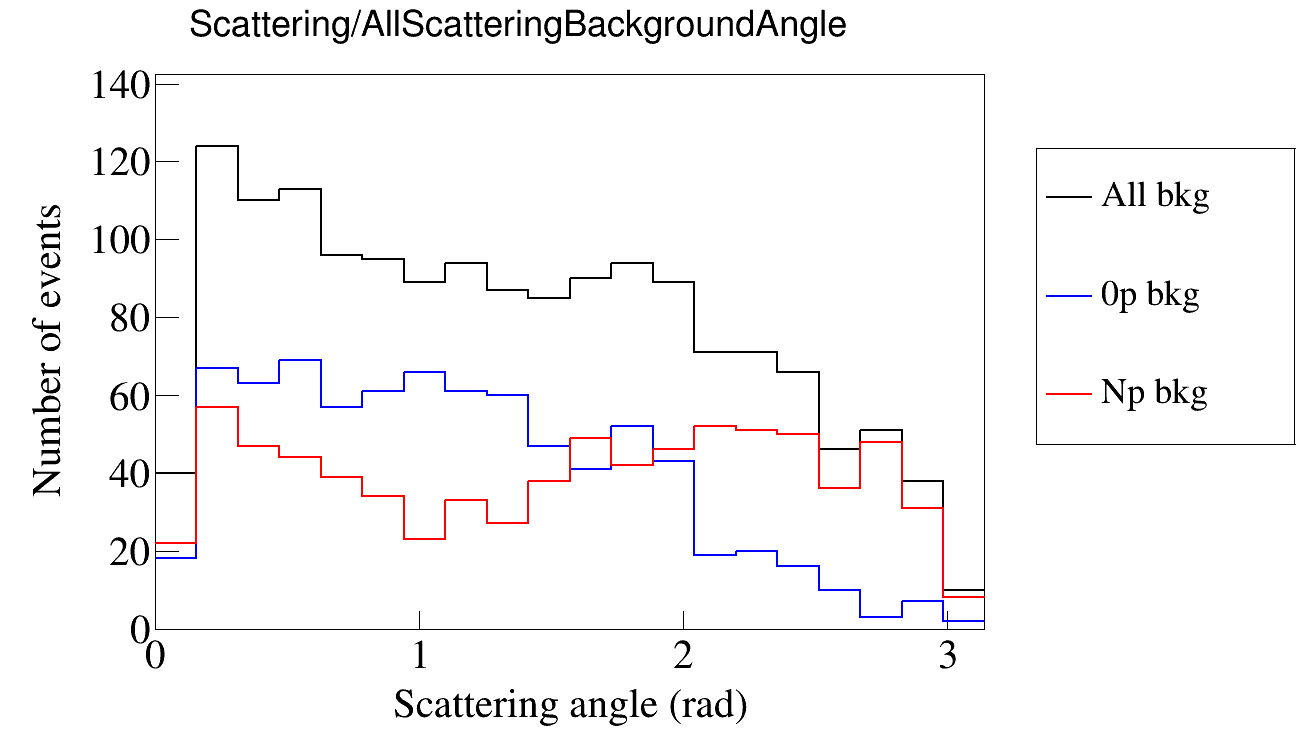 Scattering/AllScatteringBackgroundAngle
140
120
100
80
60
40
20
0
Number of events
0 1 2 3
Scattering angle (rad)
All bkg
0p bkg
Np bkg